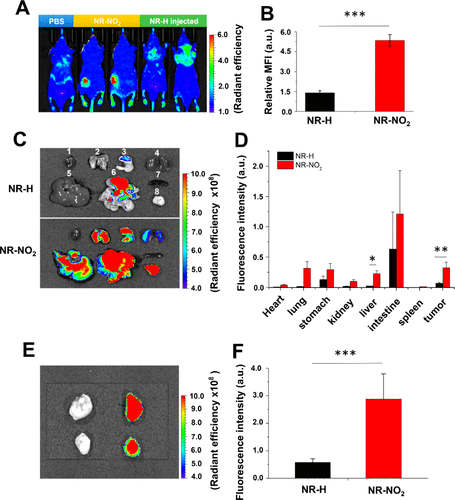 A
PBS
NR-NO2
NR-H injected
6.0
5.0
4.0
3.0
2.0
1.0
(Radiant efficiency
B
Relative MFI (a.u.)
6.0
4.5
3.0
1.5
0.0
***
NR-H
NR-NO2
C
NR-H
NR-NO2
1
2
3
4
5
6
7
8
10.0
9.0
8.0
7.0
6.0
5.0
4.0
(Radiant efficiency x10⁸)
D
Fluorescence intensity (a.u.)
2.0
1.5
1.0
0.5
0.0
NR-H
NR-NO2
*
**
Heart
lung
stomach
kidney
liver
intestine
spleen
tumor
E
10.0
9.0
8.0
7.0
6.0
5.0
4.0
(Radiant efficiency x10⁸)
F
Fluorescence intensity (a.u.)
4.0
3.0
2.0
1.0
0.0
***
NR-H
NR-NO2